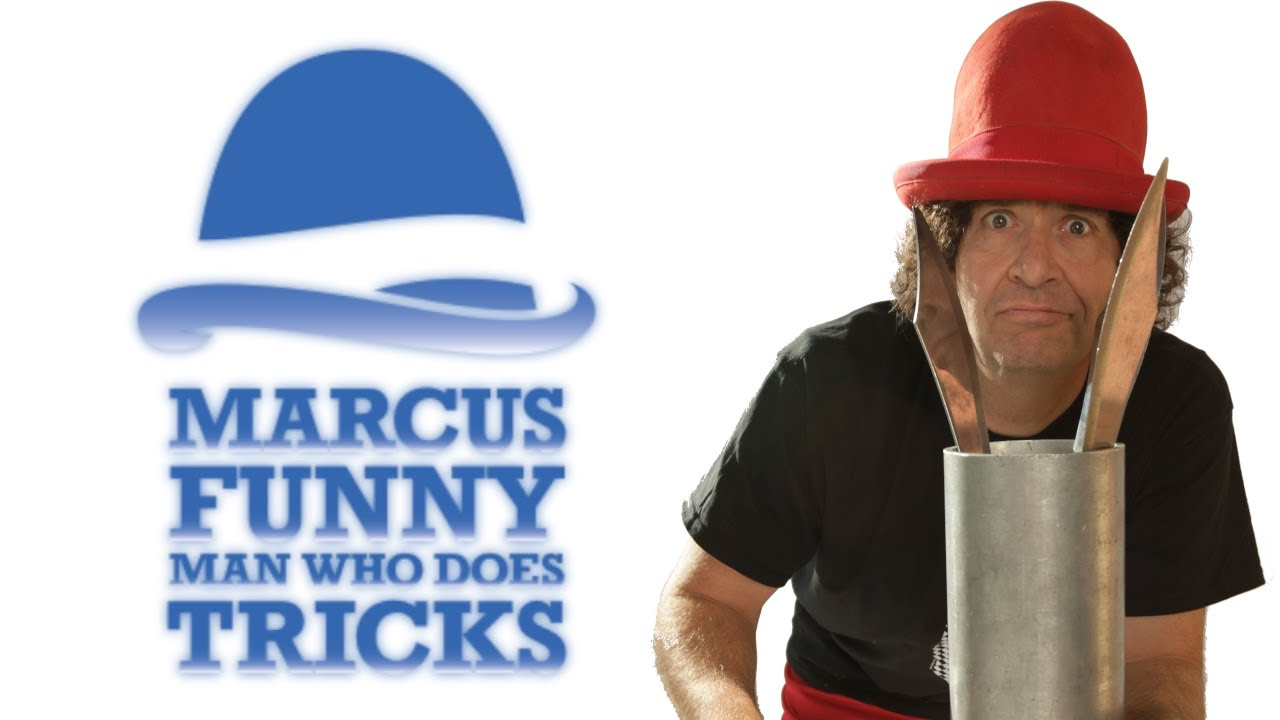 MARCUS
FUNNY
MAN WHO DOES
TRICKS